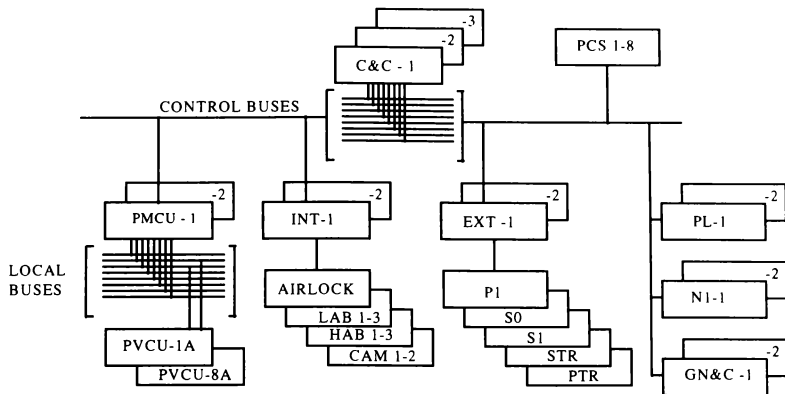 -3
-2
C&C - 1
PCS 1-8
CONTROL BUSES
-2
PMCU - 1
-2
INT-1
-2
EXT -1
-2
PL-1
LOCAL
BUSES
AIRLOCK
LAB 1-3
HAB 1-3
CAM 1-2
P1
S0
S1
STR
PTR
-2
N1-1
PVCU-1A
PVCU-8A
-2
GN&C -1